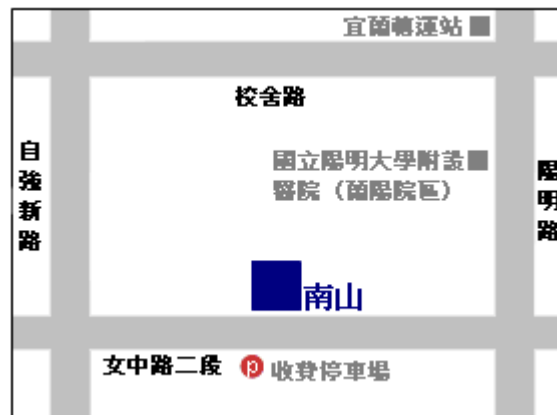 宜蘭轉運站
校舍路
自強新路
國立陽明大學附設
醫院（蘭陽院區）
陽明路
南山
女中路二段
P 收費停車場